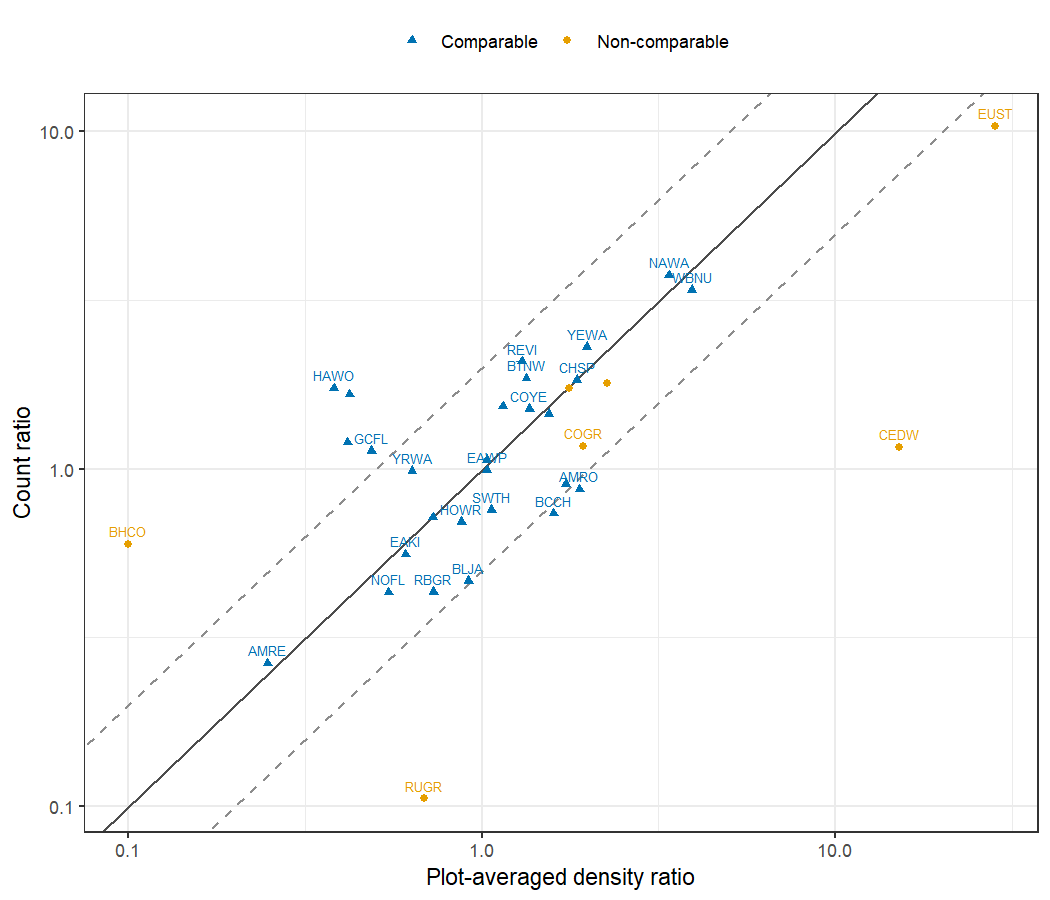 Comparable Non-comparable
10.0
EUST
NAWA
WBNU
YEWA
REVI
BTNW
CHSP
HAWO
COYE
COGR
CEDW
GCFL
YRWA
EAWP
1.0
AMRO
SWTH
BCCH
HOWR
BHCO
EAKI
BLJA
NOFL
RBGR
AMRE
RUGR
0.1
Count ratio
0.1 1.0 10.0
Plot-averaged density ratio